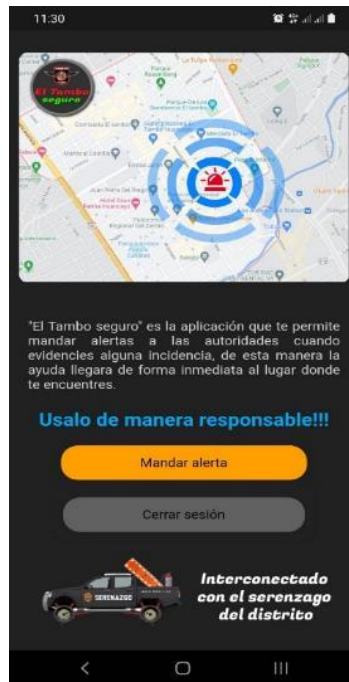 11:30
El Tambo
seguro
"El Tambo seguro" es la aplicación que te permite
mandar alertas a las autoridades cuando
evidencies alguna incidencia, de esta manera la
ayuda llegara de forma inmediata al lugar donde
te encuentres.
Usalo de manera responsable!!!
Mandar alerta
Cerrar sesión
SERENAZGO
Interconectado
con el serenzago
del distrito